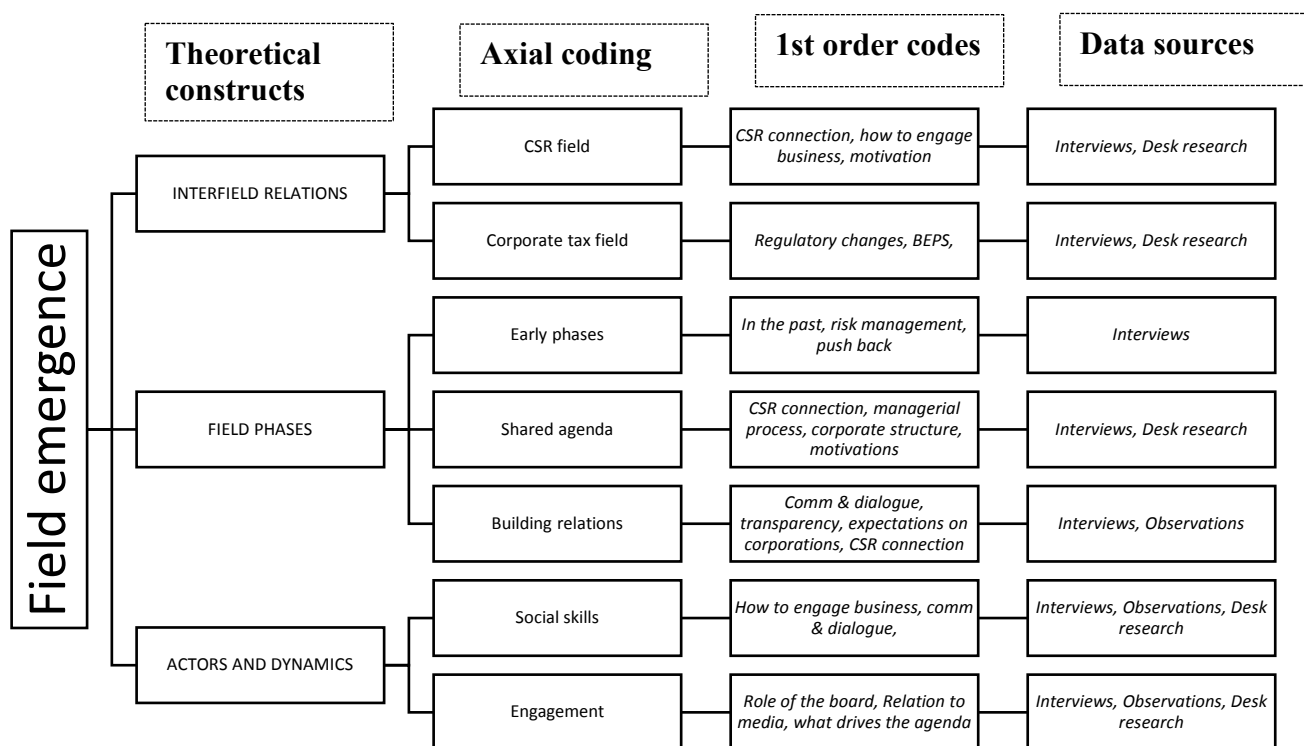 Theoretical
constructs
Axial coding
1st order codes
Data sources
Field emergence
INTERFIELD RELATIONS
CSR field
CSR connection, how to engage
business, motivation
Interviews, Desk research
Corporate tax field
Regulatory changes, BEPS,
Interviews, Desk research
FIELD PHASES
Early phases
In the past, risk management,
push back
Interviews
Shared agenda
CSR connection, managerial
process, corporate structure,
motivations
Interviews, Desk research
Building relations
Comm & dialogue,
transparency, expectations on
corporations, CSR connection
Interviews, Observations
ACTORS AND DYNAMICS
Social skills
How to engage business, comm
& dialogue,
Interviews, Observations, Desk
research
Engagement
Role of the board, Relation to
media, what drives the agenda
Interviews, Observations, Desk
research